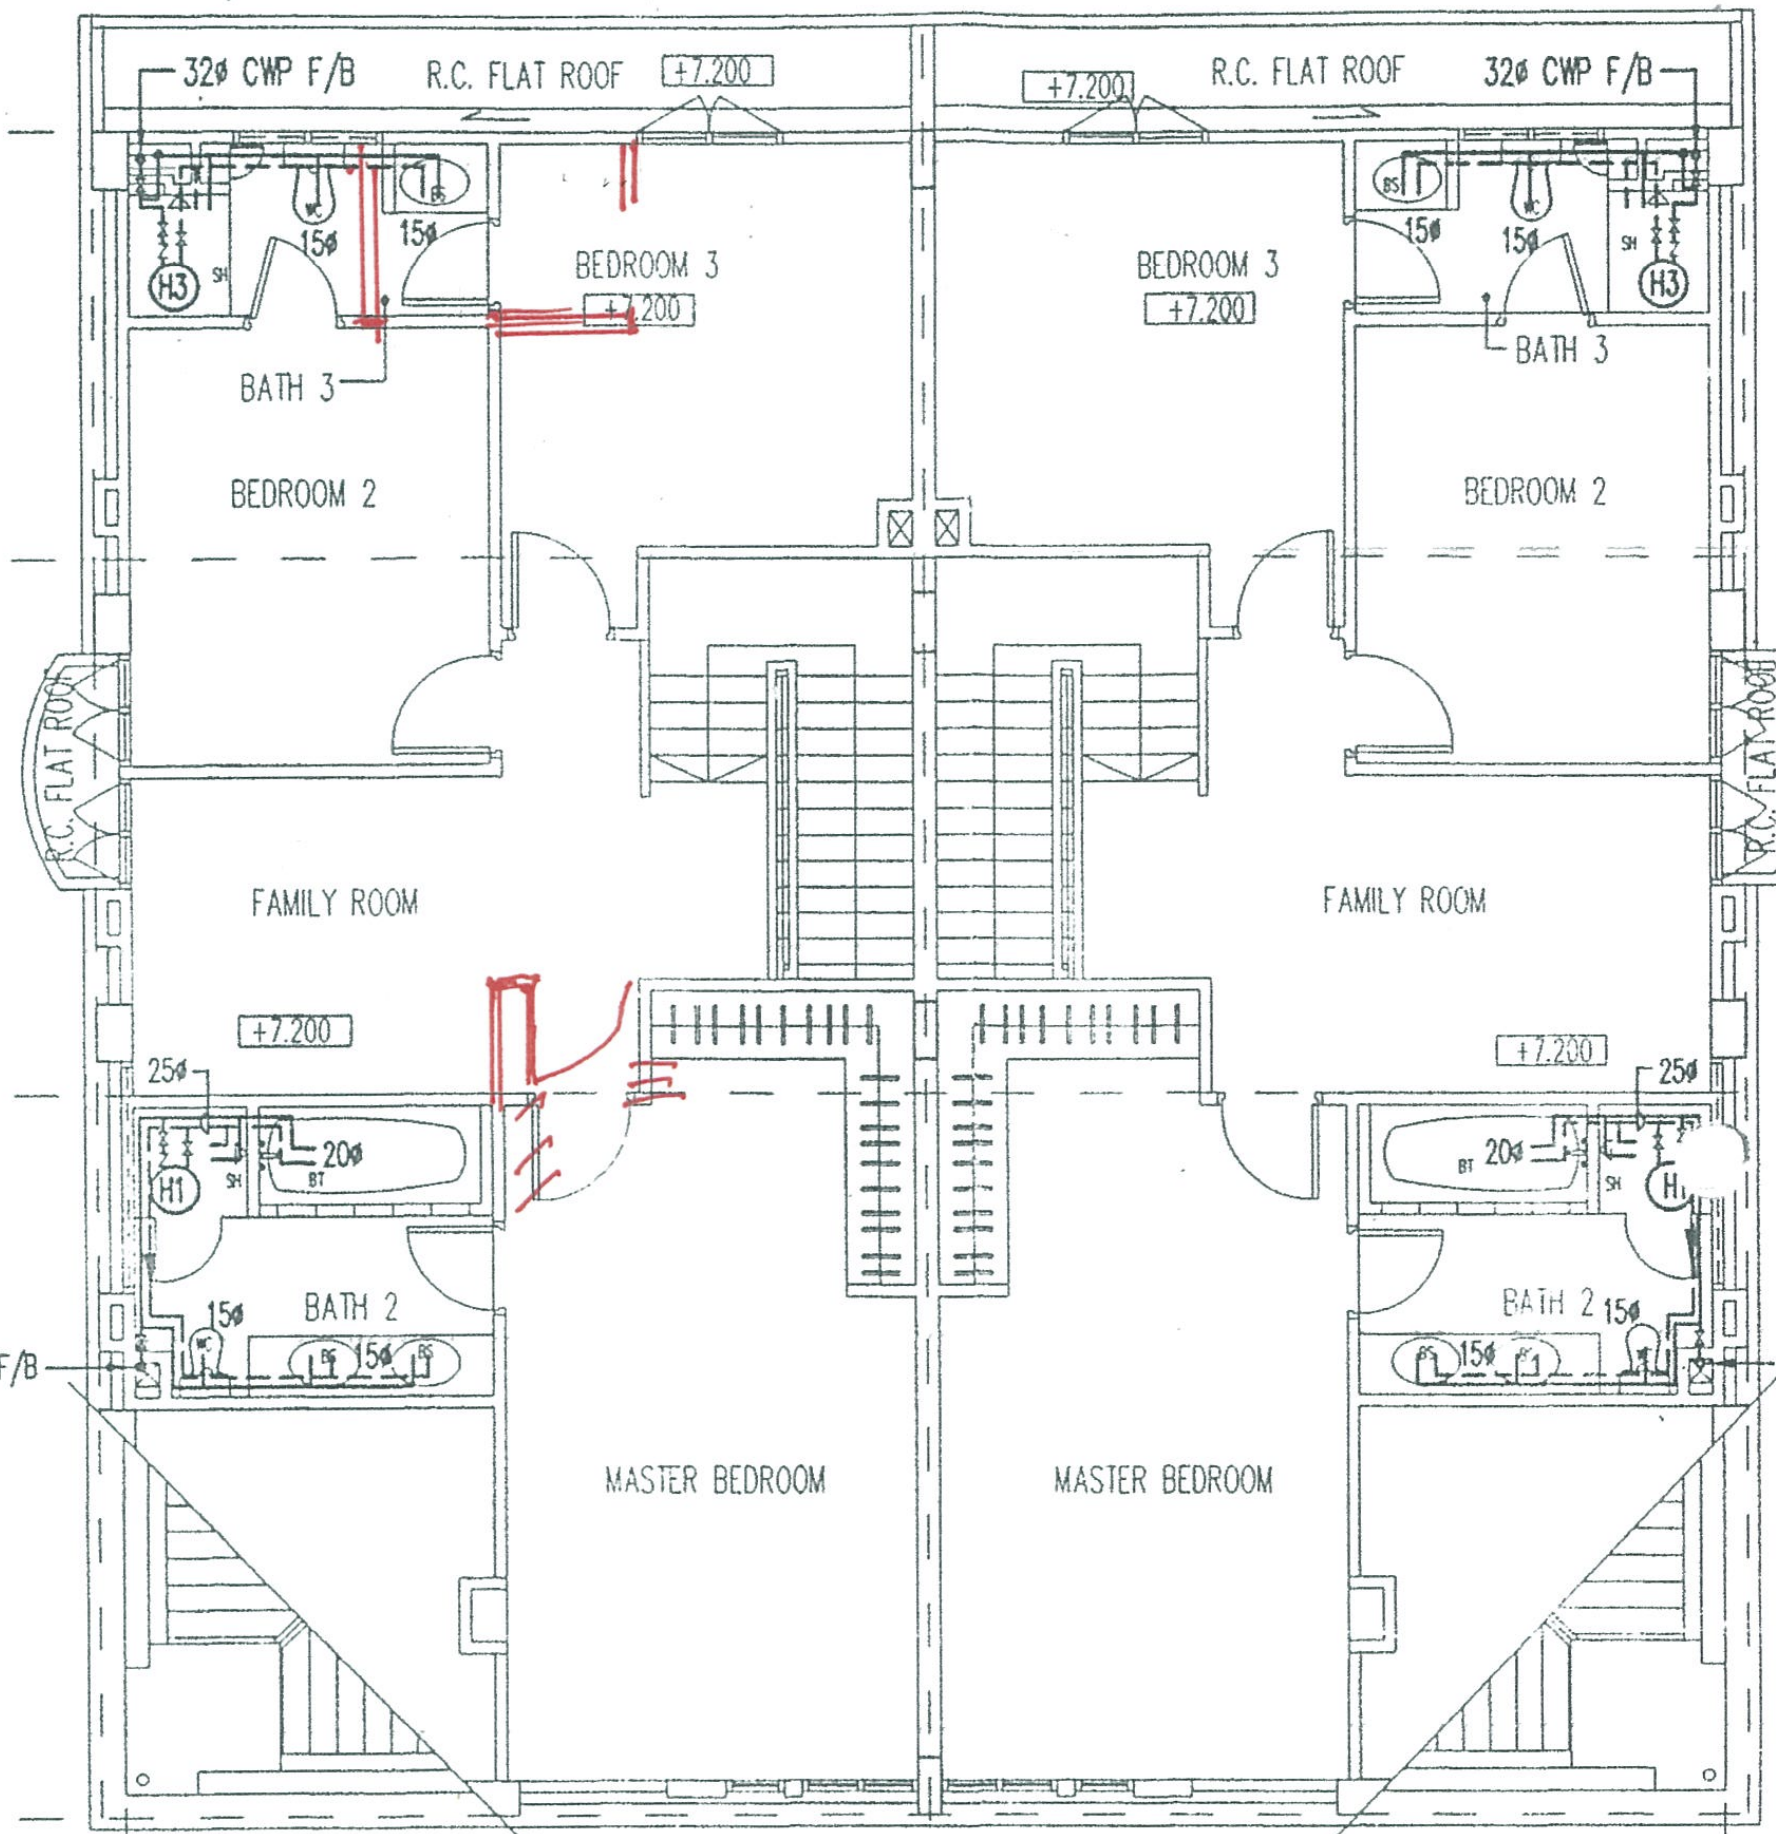 32ø CWP F/B
R.C. FLAT ROOF
+7.200
+7.200
R.C. FLAT ROOF
32ø CWP F/B
BS
WC
15ø
15ø
SH
H3
BEDROOM 3
+7.200
BEDROOM 3
+7.200
BS
WC
15ø
15ø
SH
H3
BATH 3
BATH 3
BEDROOM 2
BEDROOM 2
R.C. FLAT ROOF
R.C. FLAT ROOF
FAMILY ROOM
FAMILY ROOM
+7.200
+7.200
25ø
25ø
20ø
BT
SH
H1
BT
20ø
SH
BATH 2
15ø
BATH 2
15ø
WC
BS
15ø
BS
BS
15ø
F/B
MASTER BEDROOM
MASTER BEDROOM